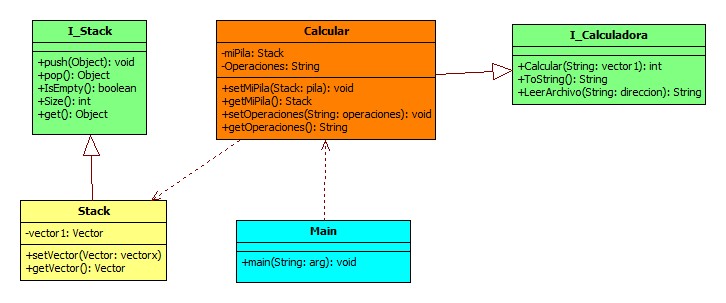 I_Stack
+push(Object): void
+pop(): Object
+IsEmpty(): boolean
+Size(): int
+get(): Object
Calcular
-miPila: Stack
-Operaciones: String
+setMiPila(Stack: pila): void
+getMiPila(): Stack
+setOperaciones(String: operaciones): void
+getOperaciones(): String
I_Calculadora
+Calcular(String: vector1): int
+ToString(): String
+LeerArchivo(String: direccion): String
Stack
-vector1: Vector
+setVector(Vector: vectorx)
+getVector(): Vector
Main
+main(String: arg): void